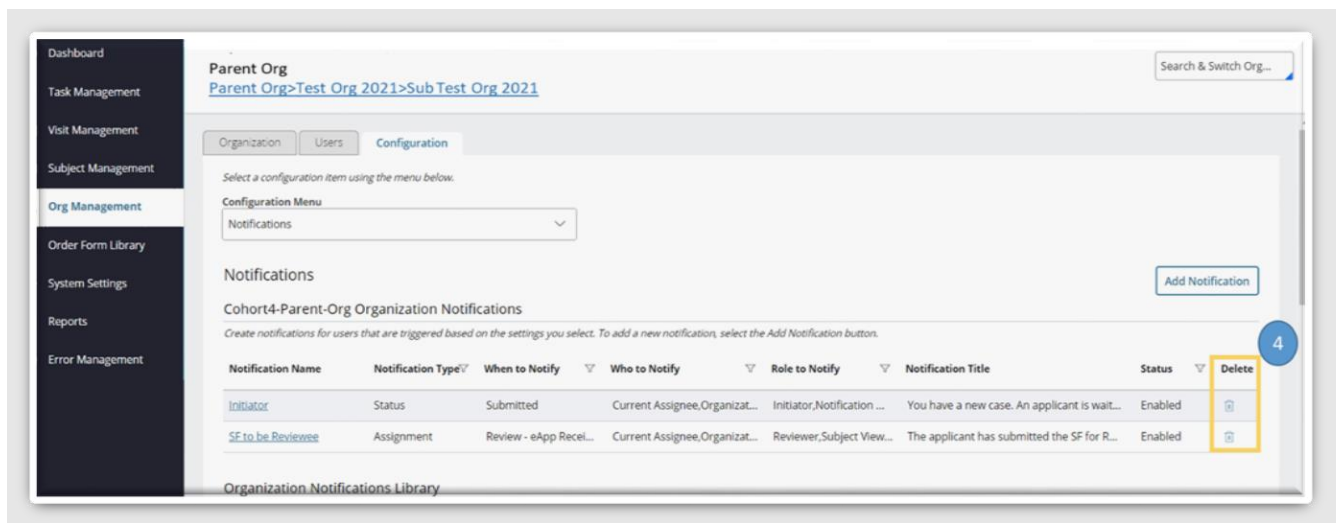 Dashboard
Task Management
Visit Management
Subject Management
Org Management
Order Form Library
System Settings
Reports
Error Management
Parent Org
Parent Org>Test Org 2021>Sub Test Org 2021
Search & Switch Org...
Organization Users Configuration
Select a configuration item using the menu below.
Configuration Menu
Notifications
Notifications
Add Notification
Cohort4-Parent-Org Organization Notifications
Create notifications for users that are triggered based on the settings you select. To add a new notification, select the Add Notification button.
4
Notification Name Notification Type When to Notify Who to Notify Role to Notify Notification Title Status Delete
Initiator Status Submitted Current Assignee,Organizat... Initiator,Notification ... You have a new case. An applicant is wait... Enabled
SF to be Reviewee Assignment Review - eApp Recei... Current Assignee,Organizat... Reviewer,Subject View... The applicant has submitted the SF for R... Enabled
Organization Notifications Library